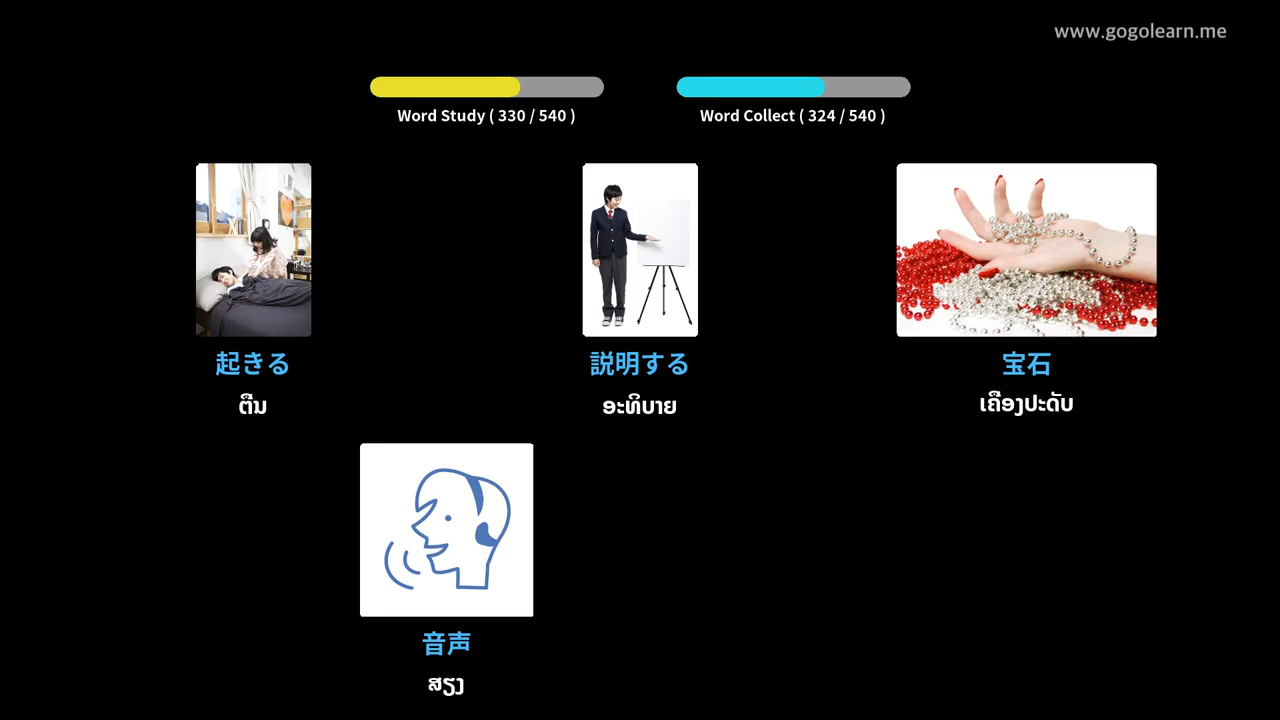 www.gogolearn.me
Word Study ( 330 / 540 )
Word Collect ( 324 / 540 )
起きる
説明する
宝石
ຕື່ນ
ອະທິບາຍ
ເຄື່ອງປະດັບ
音声
ສຽງ